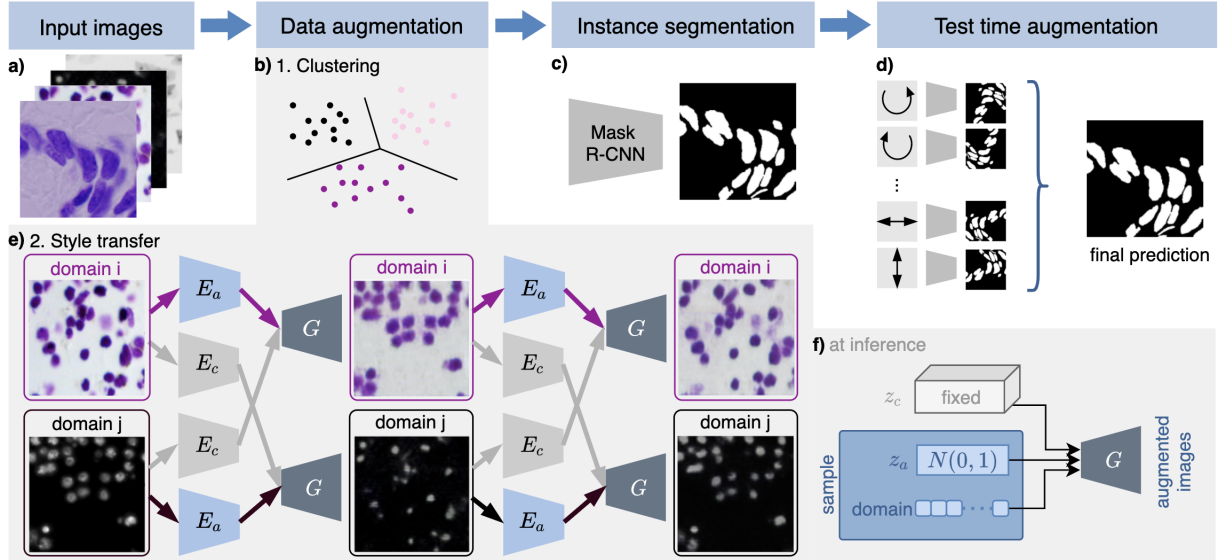 Input images
Data augmentation
Instance segmentation
Test time augmentation
a)
b) 1. Clustering
c)
Mask
R-CNN
d)
...
final prediction
e) 2. Style transfer
domain i
E_a
G
E_c
domain j
E_c
E_a
G
domain i
E_a
G
E_c
domain j
E_c
E_a
G
domain i
domain j
f) at inference
z_c
fixed
sample
z_a
N(0, 1)
domain
....
G
augmented
images